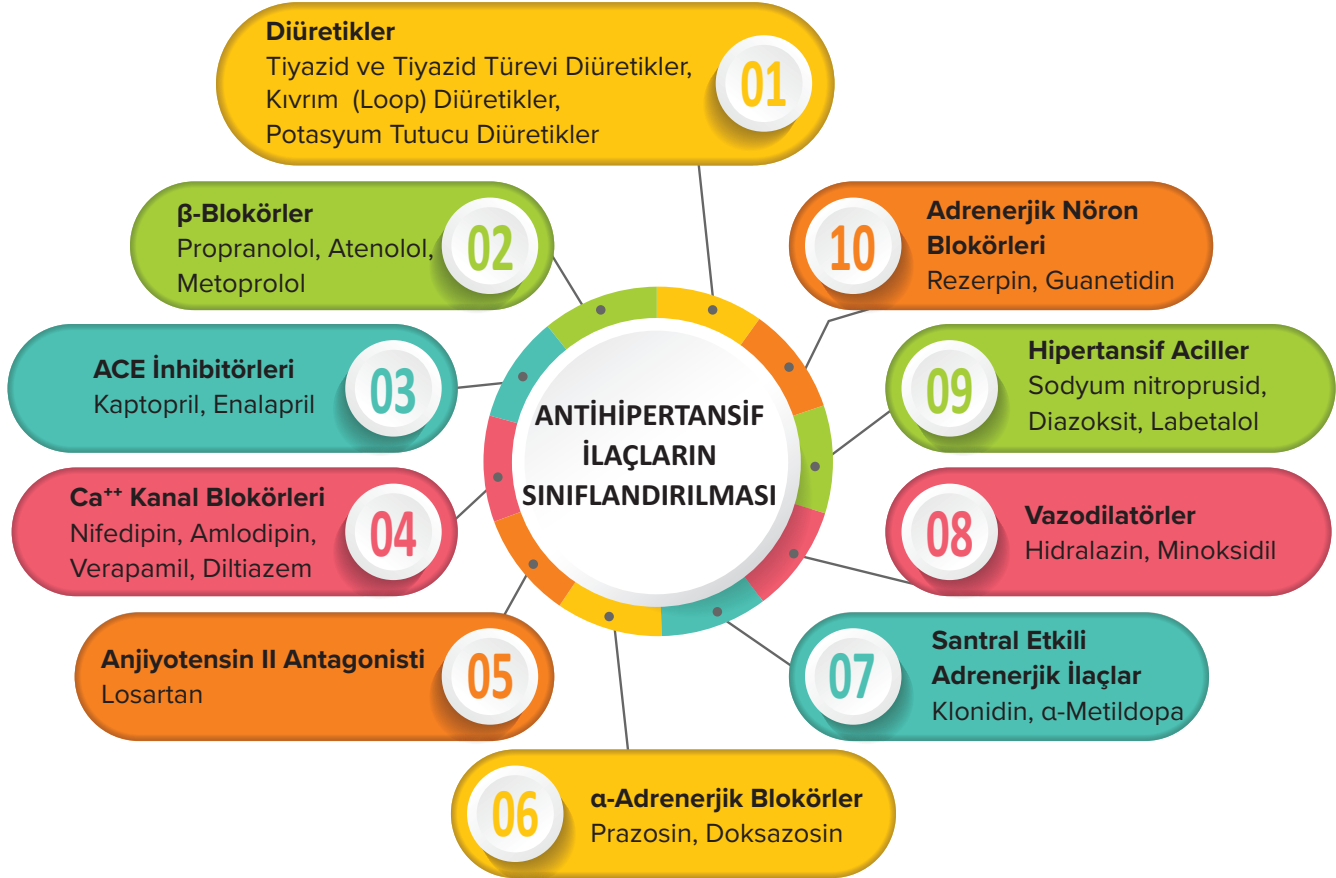 Diüretikler
Tiyazid ve Tiyazid Türevi Diüretikler,
Kıvrım (Loop) Diüretikler,
Potasyum Tutucu Diüretikler
01
β-Blokörler
Propranolol, Atenolol,
Metoprolol
02
ACE İnhibitörleri
Kaptopril, Enalapril
03
Ca⁺⁺ Kanal Blokörleri
Nifedipin, Amlodipin,
Verapamil, Diltiazem
04
Anjiyotensin II Antagonisti
Losartan
05
06
α-Adrenerjik Blokörler
Prazosin, Doksazosin
07
Santral Etkili
Adrenerjik İlaçlar
Klonidin, α-Metildopa
08
Vazodilatörler
Hidralazin, Minoksidil
09
Hipertansif Aciller
Sodyum nitroprusid,
Diazoksit, Labetalol
10
Adrenerjik Nöron
Blokörleri
Rezerpin, Guanetidin
ANTİHİPERTANSİF
İLAÇLARIN
SINIFLANDIRILMASI